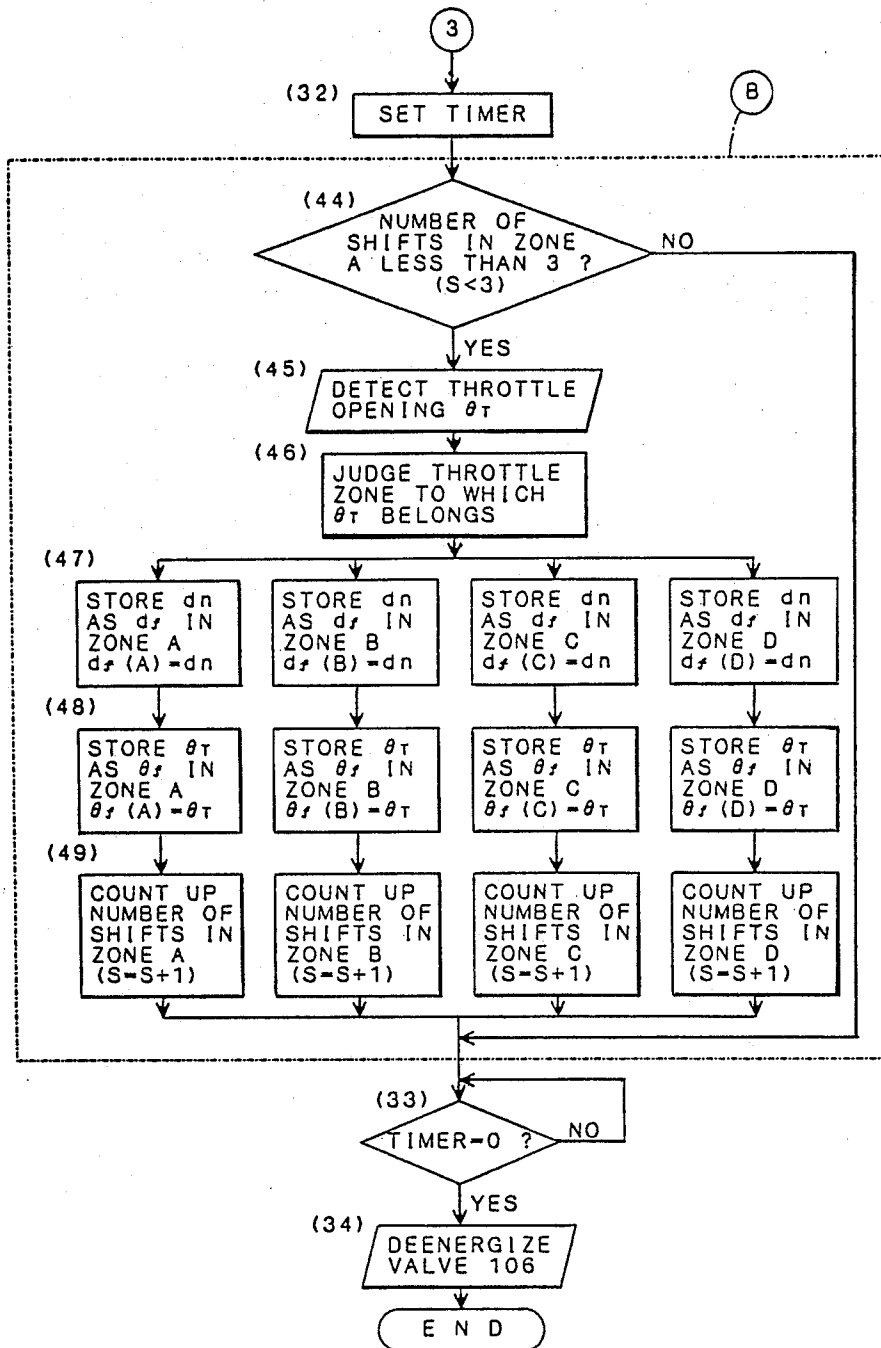 3
(32)
SET TIMER
B
(44)
NUMBER OF
SHIFTS IN ZONE
A LESS THAN 3 ?
(S<3)
NO
YES
(45)
DETECT THROTTLE
OPENING θT
(46)
JUDGE THROTTLE
ZONE TO WHICH
θT BELONGS
(47)
STORE dn
AS df IN
ZONE A
df (A)=dn
STORE dn
AS df IN
ZONE B
df (B)=dn
STORE dn
AS df IN
ZONE C
df (C)=dn
STORE dn
AS df IN
ZONE D
df (D)=dn
(48)
STORE θT
AS θf IN
ZONE A
θf (A)=θT
STORE θT
AS θf IN
ZONE B
θf (B)=θT
STORE θT
AS θf IN
ZONE C
θf (C)=θT
STORE θT
AS θf IN
ZONE D
θf (D)=θT
(49)
COUNT UP
NUMBER OF
SHIFTS IN
ZONE A
(S=S+1)
COUNT UP
NUMBER OF
SHIFTS IN
ZONE B
(S=S+1)
COUNT UP
NUMBER OF
SHIFTS IN
ZONE C
(S=S+1)
COUNT UP
NUMBER OF
SHIFTS IN
ZONE D
(S=S+1)
(33)
TIMER=0 ?
NO
YES
(34)
DEENERGIZE
VALVE 106
END